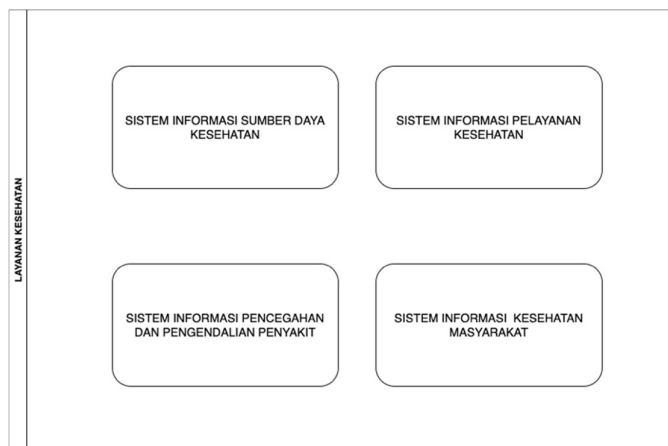 LAYANAN KESEHATAN
SISTEM INFORMASI SUMBER DAYA
KESEHATAN
SISTEM INFORMASI PELAYANAN
KESEHATAN
SISTEM INFORMASI PENCEGAHAN
DAN PENGENDALIAN PENYAKIT
SISTEM INFORMASI KESEHATAN
MASYARAKAT